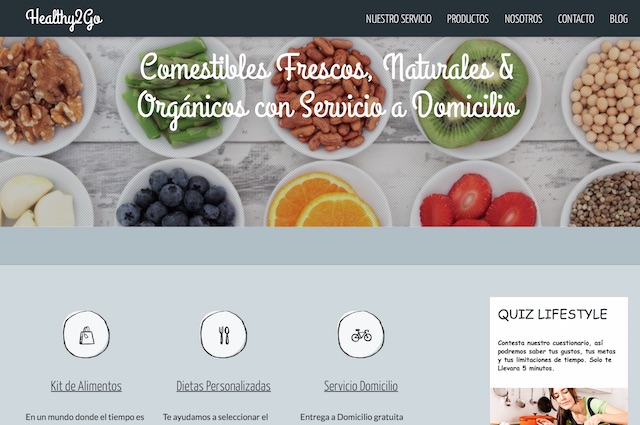 Healthy2Go
NUESTRO SERVICIO PRODUCTOS NOSOTROS CONTACTO BLOG
Comestibles Frescos, Naturales &
Orgánicos con Servicio a Domicilio
Kit de Alimentos
En un mundo donde el tiempo es
Dietas Personalizadas
Te ayudamos a seleccionar el
Servicio Domicilio
Entrega a Domicilio gratuita
QUIZ LIFESTYLE
Contesta nuestro cuestionario, así
podremos saber tus gustos, tus metas
y tus limitaciones de tiempo. Solo te
Llevara 5 minutos.